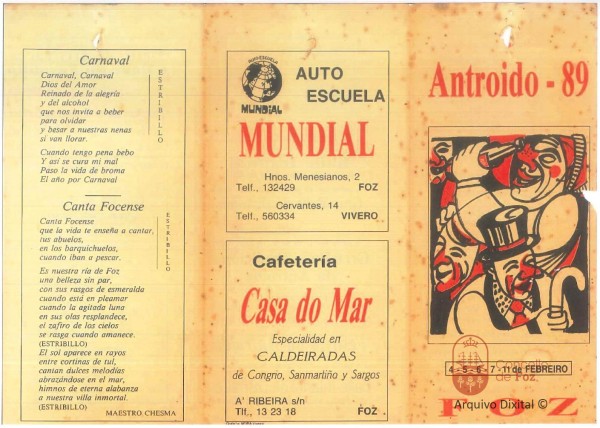 Carnaval
Carnaval, Carnaval
Dios del Amor
Reinado de la alegría
y del alcohol
que nos invita a beber
para olvidar
y besar a nuestras nenas
si van llorar.
ESTRIBILLO
Cuando tengo pena bebo
Y así se cura mi mal
Paso la vida de broma
El año por Carnaval
Canta Focense
Canta Focense
que la vida te enseña a cantar,
tus abuelos,
en los barquichuelos,
cuando iban a pescar.
ESTRIBILLO
Es nuestra ría de Foz
una belleza sin par,
con sus rasgos de esmeralda
cuando está en pleamar
cuando la agitada luna
en sus olas resplandece,
el zafiro de los cielos
se rasga cuando amanece.
(ESTRIBILLO)
El sol aparece en rayos
entre cortinas de tul,
cantan dulces melodías
abrazándose en el mar,
himnos de eterna alabanza
a nuestra villa inmortal.
(ESTRIBILLO)
MAESTRO CHESMA
AUTO ESCUELA
MUNDIAL
AUTO
ESCUELA
MUNDIAL
Hnos. Menesianos, 2
Telf., 132429 FOZ
Cervantes, 14
Telf., 560334 VIVERO
Cafetería
Casa do Mar
Especialidad en
CALDEIRADAS
de Congrio, Sanmartiño y Sargos
A' RIBEIRA s/n
Tlf., 13 23 18 FOZ
Antroido - 89
4 - 5 - 6 - 7 - 11 de FEBREIRO
Concello
de Foz
FOZ
Arquivo Dixital ©